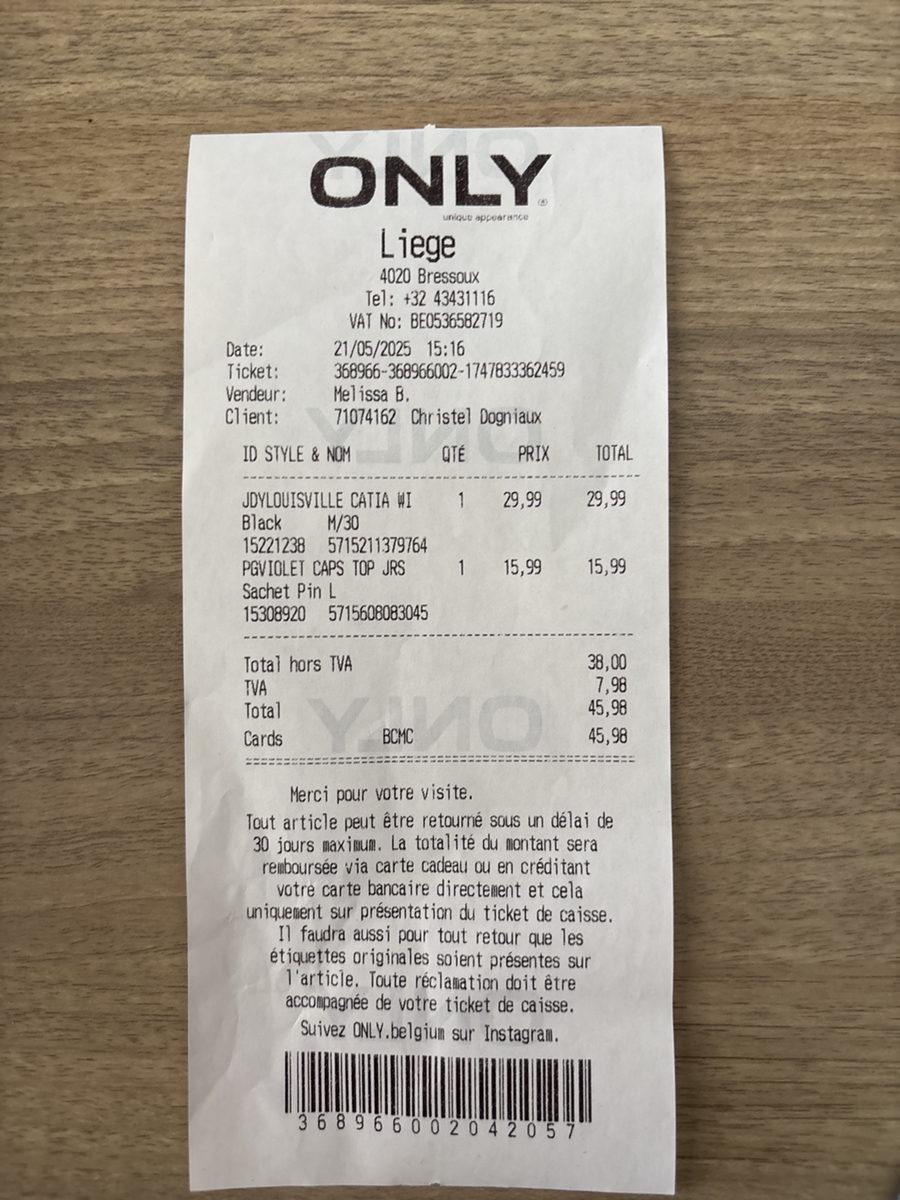 ONLY®
unique appearance
Liege
4020 Bressoux
Tel: +32 43431116
VAT No: BE0536582719
Date: 21/05/2025 15:16
Ticket: 368966-368966002-1747833362459
Vendeur: Melissa B.
Client: 71074162 Christel Dogniaux
ID STYLE & NOM QTÉ PRIX TOTAL
JDYLOUISVILLE CATIA WI 1 29,99 29,99
Black M/30
15221238 5715211379764
PGVIOLET CAPS TOP JRS 1 15,99 15,99
Sachet Pin L
15308920 5715608083045
Total hors TVA 38,00
TVA 7,98
Total 45,98
Cards BCMC 45,98
Merci pour votre visite.
Tout article peut être retourné sous un délai de
30 jours maximum. La totalité du montant sera
remboursée via carte cadeau ou en créditant
votre carte bancaire directement et cela
uniquement sur présentation du ticket de caisse.
Il faudra aussi pour tout retour que les
étiquettes originales soient présentes sur
l'article. Toute réclamation doit être
accompagnée de votre ticket de caisse.
Suivez ONLY.belgium sur Instagram.
368966002042057